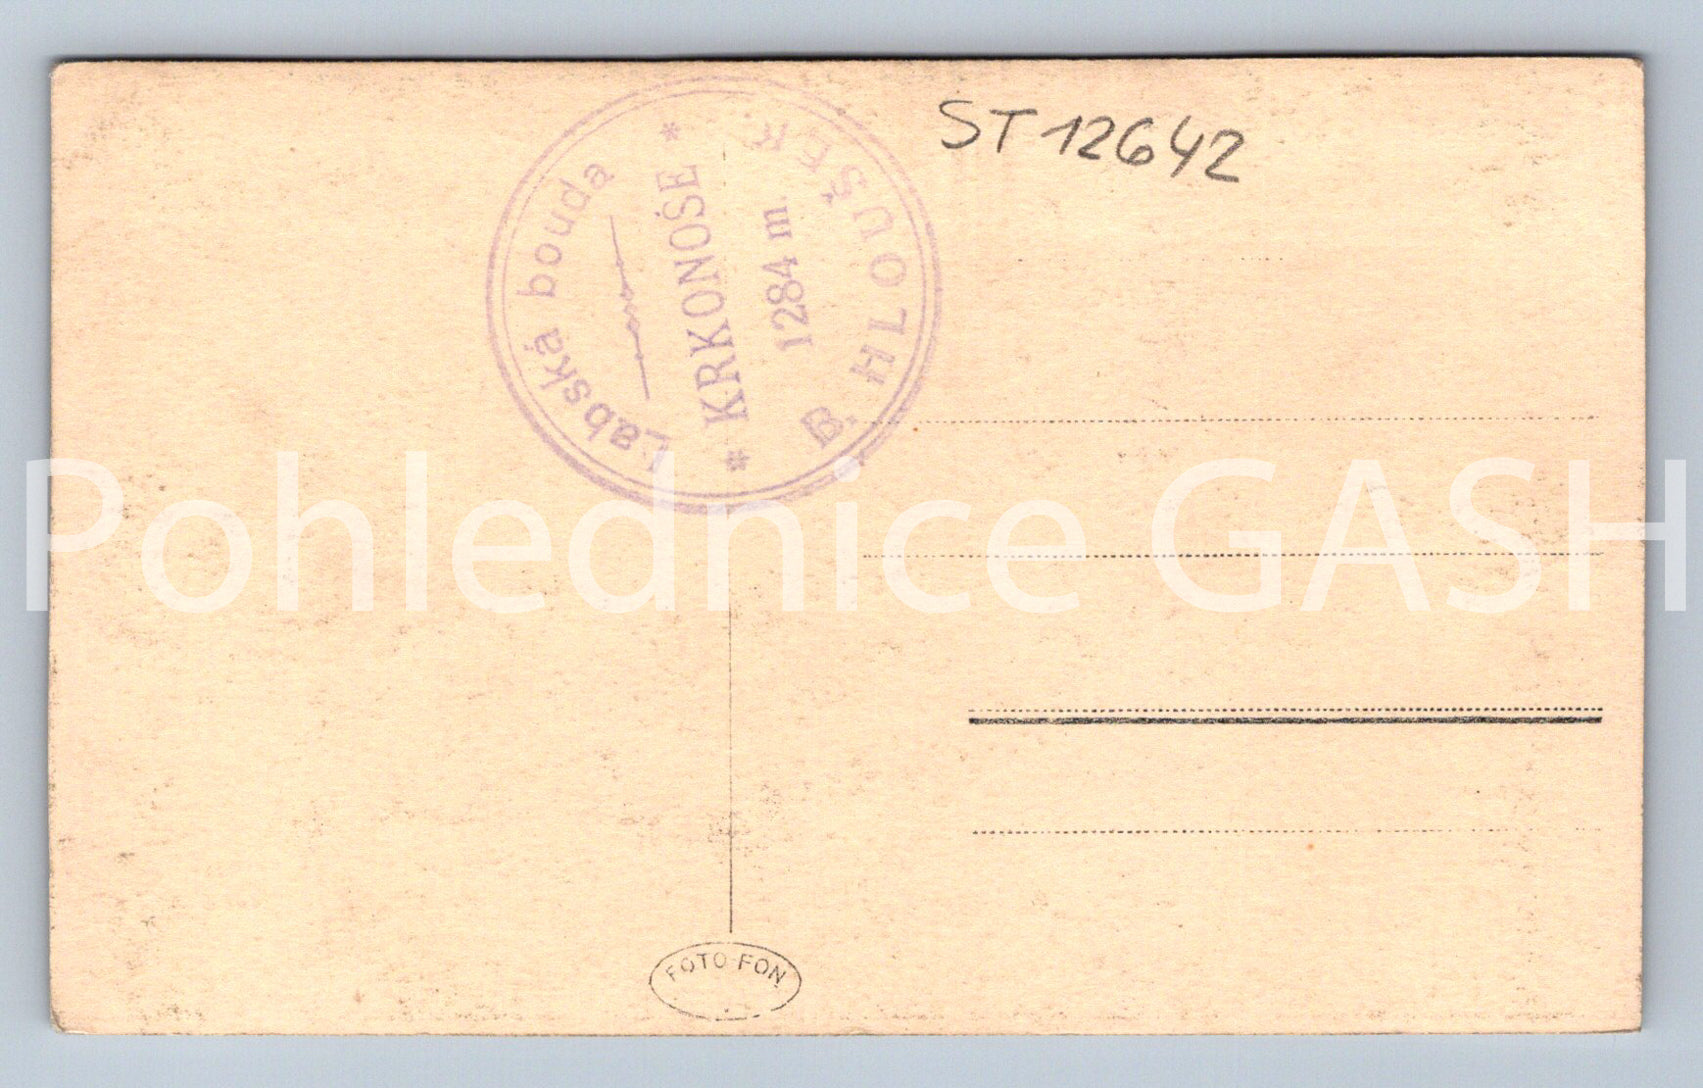 ST 12642
Labská bouda
* KRKONOŠE *
1284 m.
B. HLOUŠEK
Pohlednice GASH
FOTO-FON